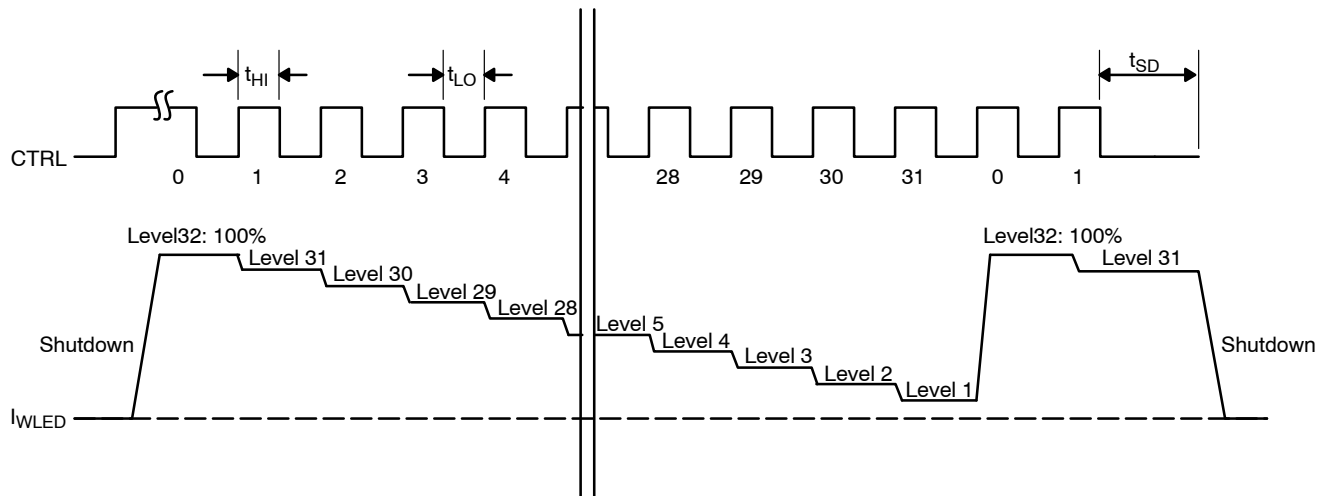 tHI
tLO
tSD
CTRL
0 1 2 3 4 28 29 30 31 0 1
Level32: 100%
Level 31
Level 30
Level 29
Level 28
Level 5
Level 4
Level 3
Level 2
Level 1
Level32: 100%
Level 31
Shutdown
Shutdown
IWLED